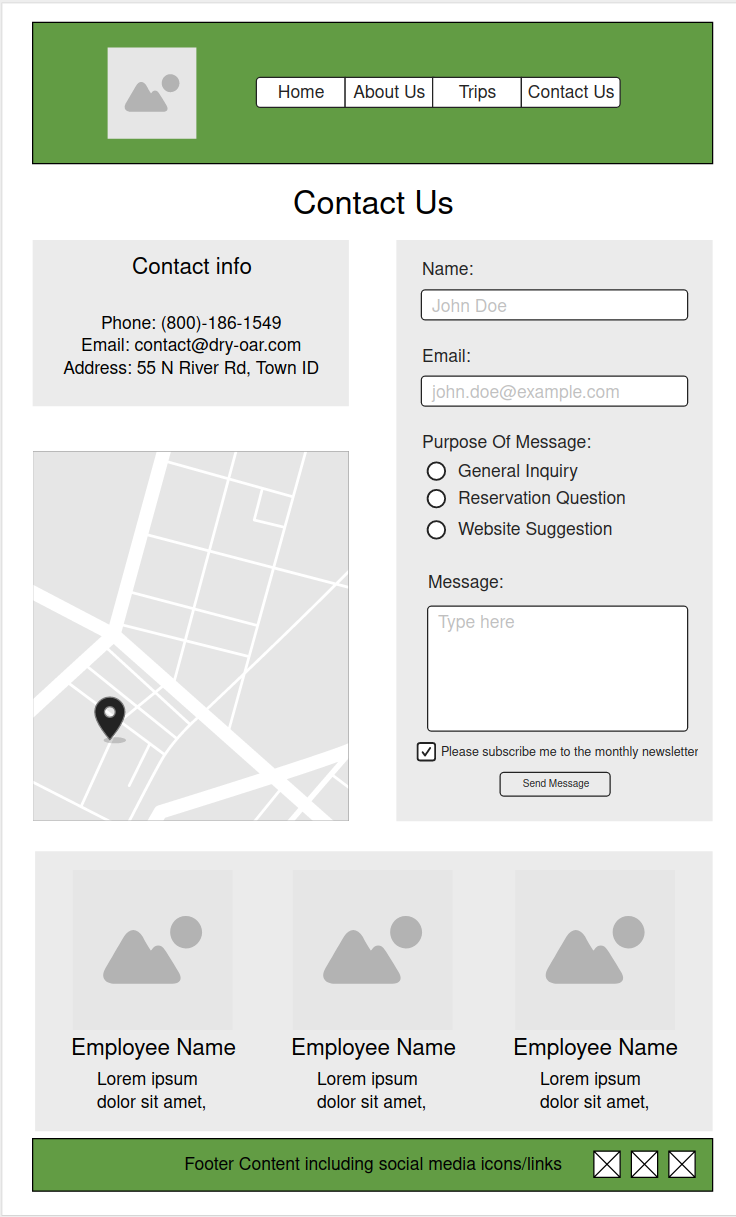 Home About Us Trips Contact Us
Contact Us
Contact info
Phone: (800)-186-1549
Email: contact@dry-oar.com
Address: 55 N River Rd, Town ID
Name:
John Doe
Email:
john.doe@example.com
Purpose Of Message:
General Inquiry
Reservation Question
Website Suggestion
Message:
Type here
Please subscribe me to the monthly newsletter
Send Message
Employee Name
Lorem ipsum
dolor sit amet,
Employee Name
Lorem ipsum
dolor sit amet,
Employee Name
Lorem ipsum
dolor sit amet,
Footer Content including social media icons/links